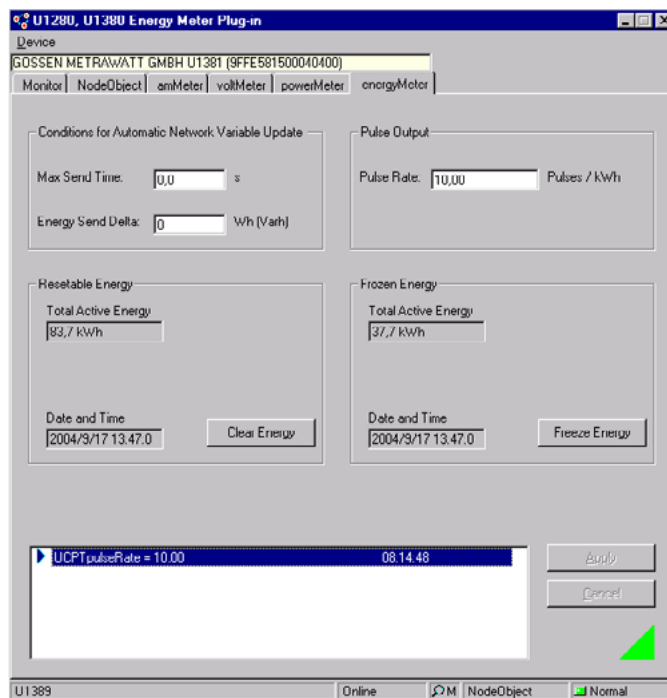 U1280, U1380 Energy Meter Plug-in
Device
GOSSEN METRAWATT GMBH U1381 (9FFE581500040400)
Monitor NodeObject amMeter voltMeter powerMeter energyMeter
Conditions for Automatic Network Variable Update
Pulse Output
Max Send Time: 0,0 s
Pulse Rate: 10,00 Pulses / kWh
Energy Send Delta: 0 Wh (Varh)
Resetable Energy
Frozen Energy
Total Active Energy
Total Active Energy
83,7 kWh
37,7 kWh
Date and Time
Date and Time
2004/9/17 13.47.0 Clear Energy
2004/9/17 13.47.0 Freeze Energy
UCPTpulseRate = 10.00 08.14.48
Apply
Cancel
U1389 Online M NodeObject Normal